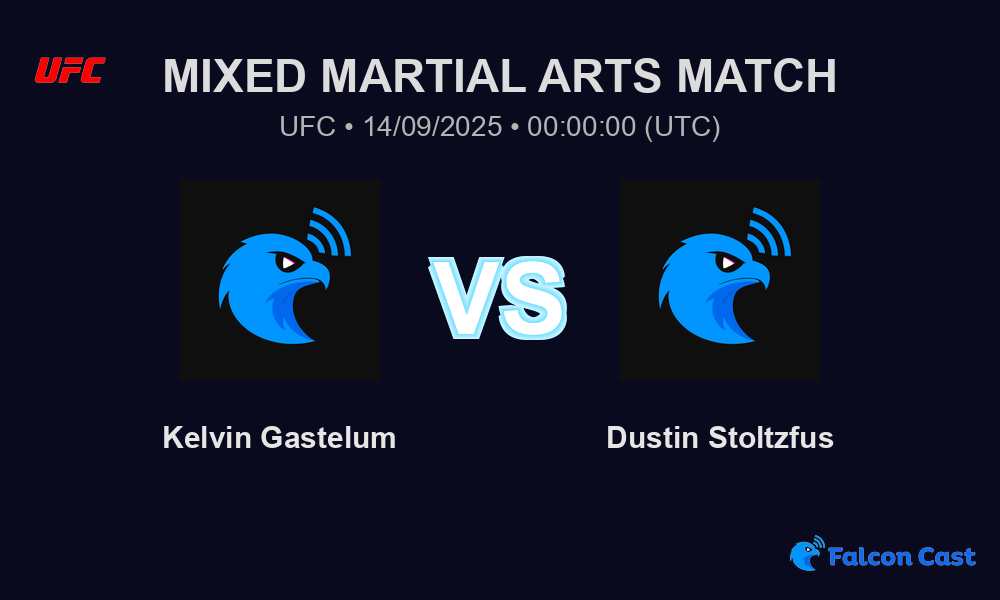 UFC
MIXED MARTIAL ARTS MATCH
UFC • 14/09/2025 • 00:00:00 (UTC)
VS
Kelvin Gastelum
Dustin Stoltzfus
Falcon Cast